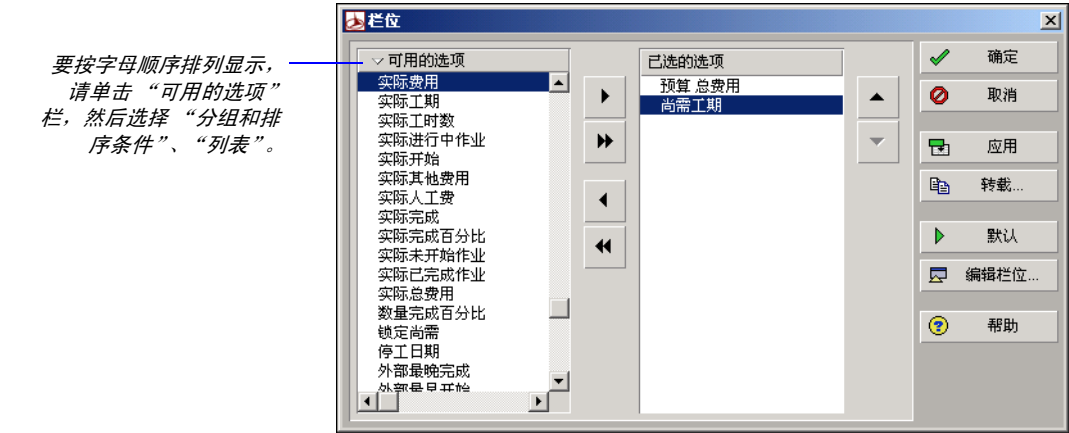 栏位
要按字母顺序排列显示，
请单击 “可用的选项”
栏，然后选择 “分组和排
序条件”、“列表”。
可用的选项
实际费用
实际工期
实际工时数
实际进行中作业
实际开始
实际其他费用
实际人工费
实际完成
实际完成百分比
实际未开始作业
实际已完成作业
实际总费用
数量完成百分比
锁定尚需
停工日期
外部最晚完成
外部最早开始
已选的选项
预算 总费用
尚需工期
确定
取消
应用
转载...
默认
编辑栏位...
帮助